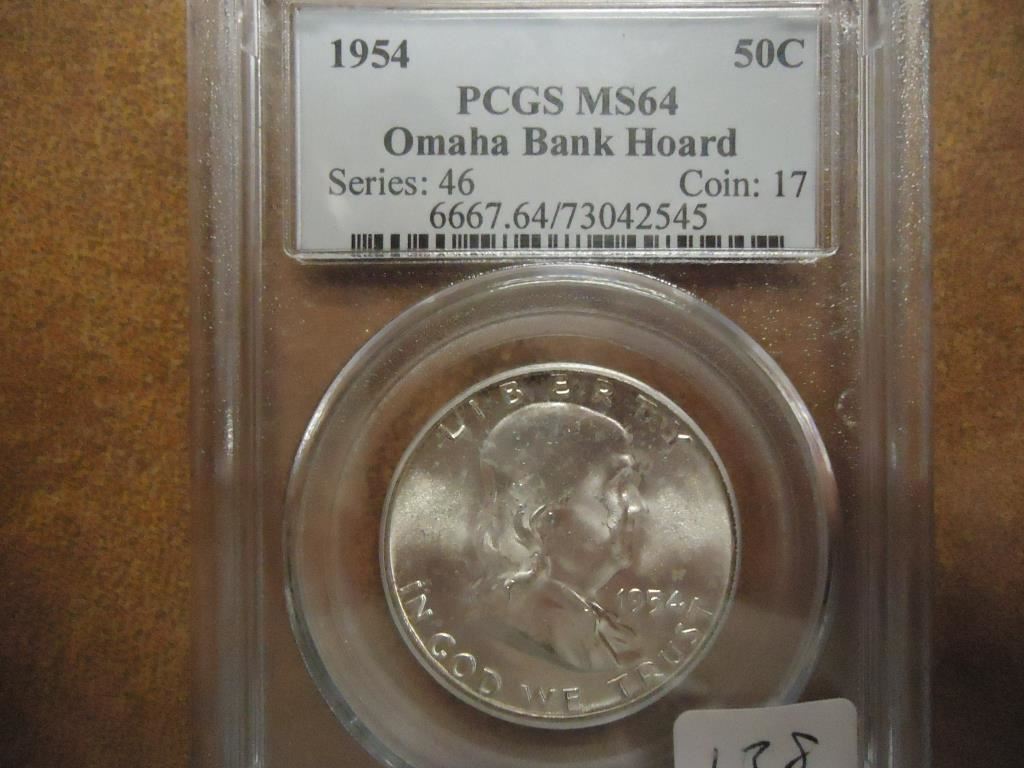 1954 50C
PCGS MS64
Omaha Bank Hoard
Series: 46 Coin: 17
6667.64/73042545
LIBERTY
1954
IN GOD WE TRUST
138